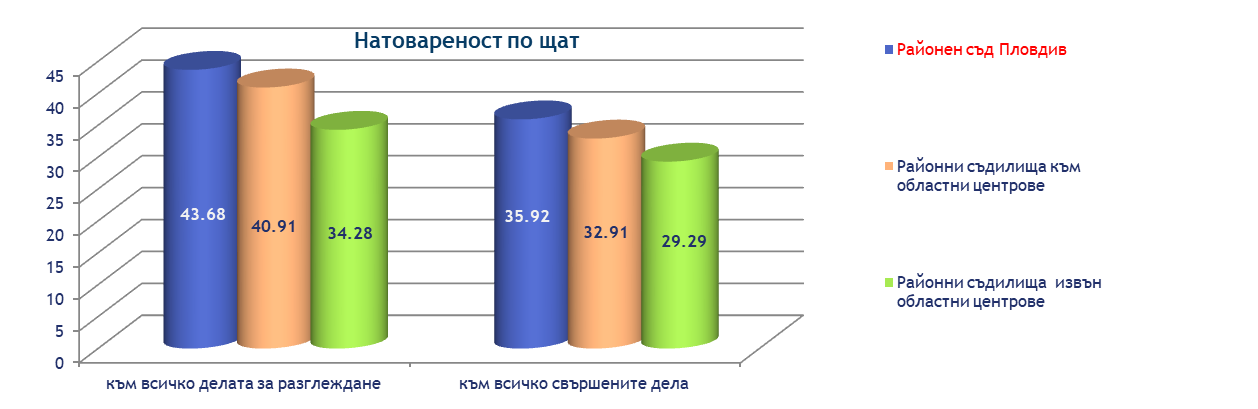 Натовареност по щат
45
40
35
30
25
20
15
10
5
0
43.68
40.91
34.28
35.92
32.91
29.29
към всичко делата за разглеждане
към всичко свършените дела
Районен съд Пловдив
Районни съдилища към
областни центрове
Районни съдилища извън
областни центрове